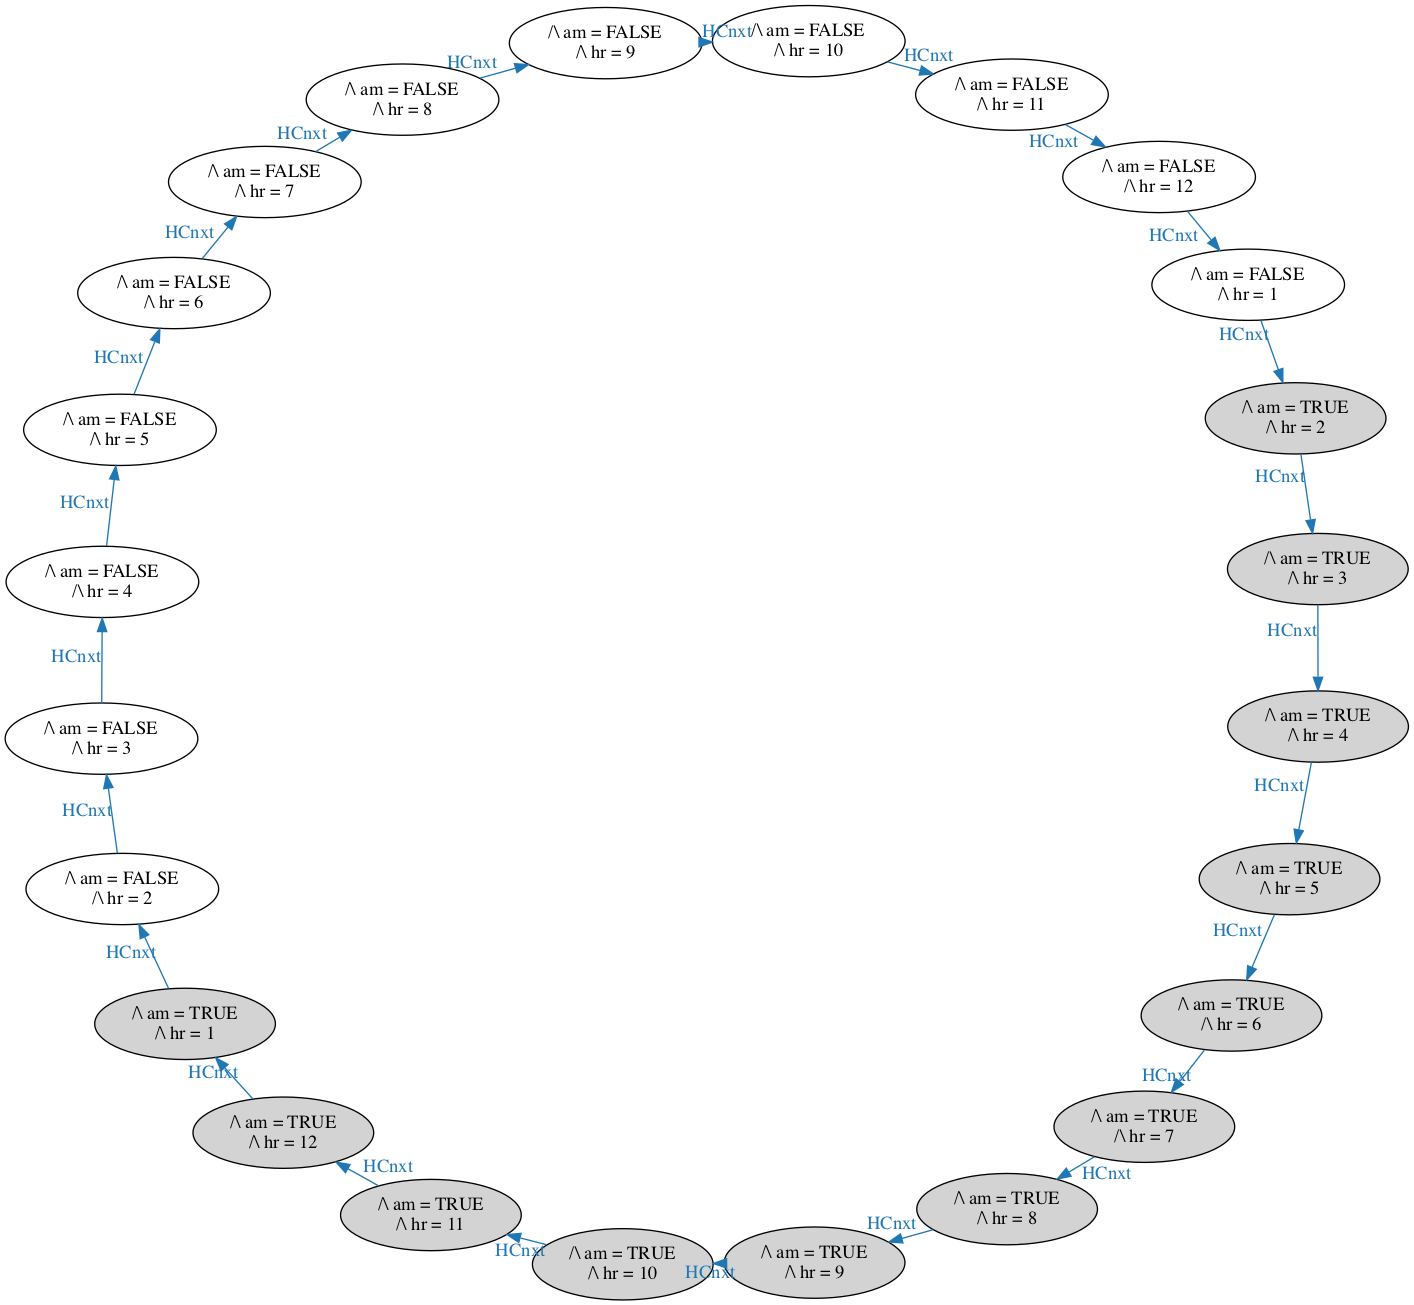 /\ am = FALSE
/\ hr = 9
HCnxt
/\ am = FALSE
/\ hr = 10
HCnxt
/\ am = FALSE
/\ hr = 11
HCnxt
/\ am = FALSE
/\ hr = 12
HCnxt
/\ am = FALSE
/\ hr = 1
HCnxt
/\ am = TRUE
/\ hr = 2
HCnxt
/\ am = TRUE
/\ hr = 3
HCnxt
/\ am = TRUE
/\ hr = 4
HCnxt
/\ am = TRUE
/\ hr = 5
HCnxt
/\ am = TRUE
/\ hr = 6
HCnxt
/\ am = TRUE
/\ hr = 7
HCnxt
/\ am = TRUE
/\ hr = 8
HCnxt
/\ am = TRUE
/\ hr = 9
HCnxt
/\ am = TRUE
/\ hr = 10
HCnxt
/\ am = TRUE
/\ hr = 11
HCnxt
/\ am = TRUE
/\ hr = 12
HCnxt
/\ am = TRUE
/\ hr = 1
HCnxt
/\ am = FALSE
/\ hr = 2
HCnxt
/\ am = FALSE
/\ hr = 3
HCnxt
/\ am = FALSE
/\ hr = 4
HCnxt
/\ am = FALSE
/\ hr = 5
HCnxt
/\ am = FALSE
/\ hr = 6
HCnxt
/\ am = FALSE
/\ hr = 7
HCnxt
/\ am = FALSE
/\ hr = 8
HCnxt